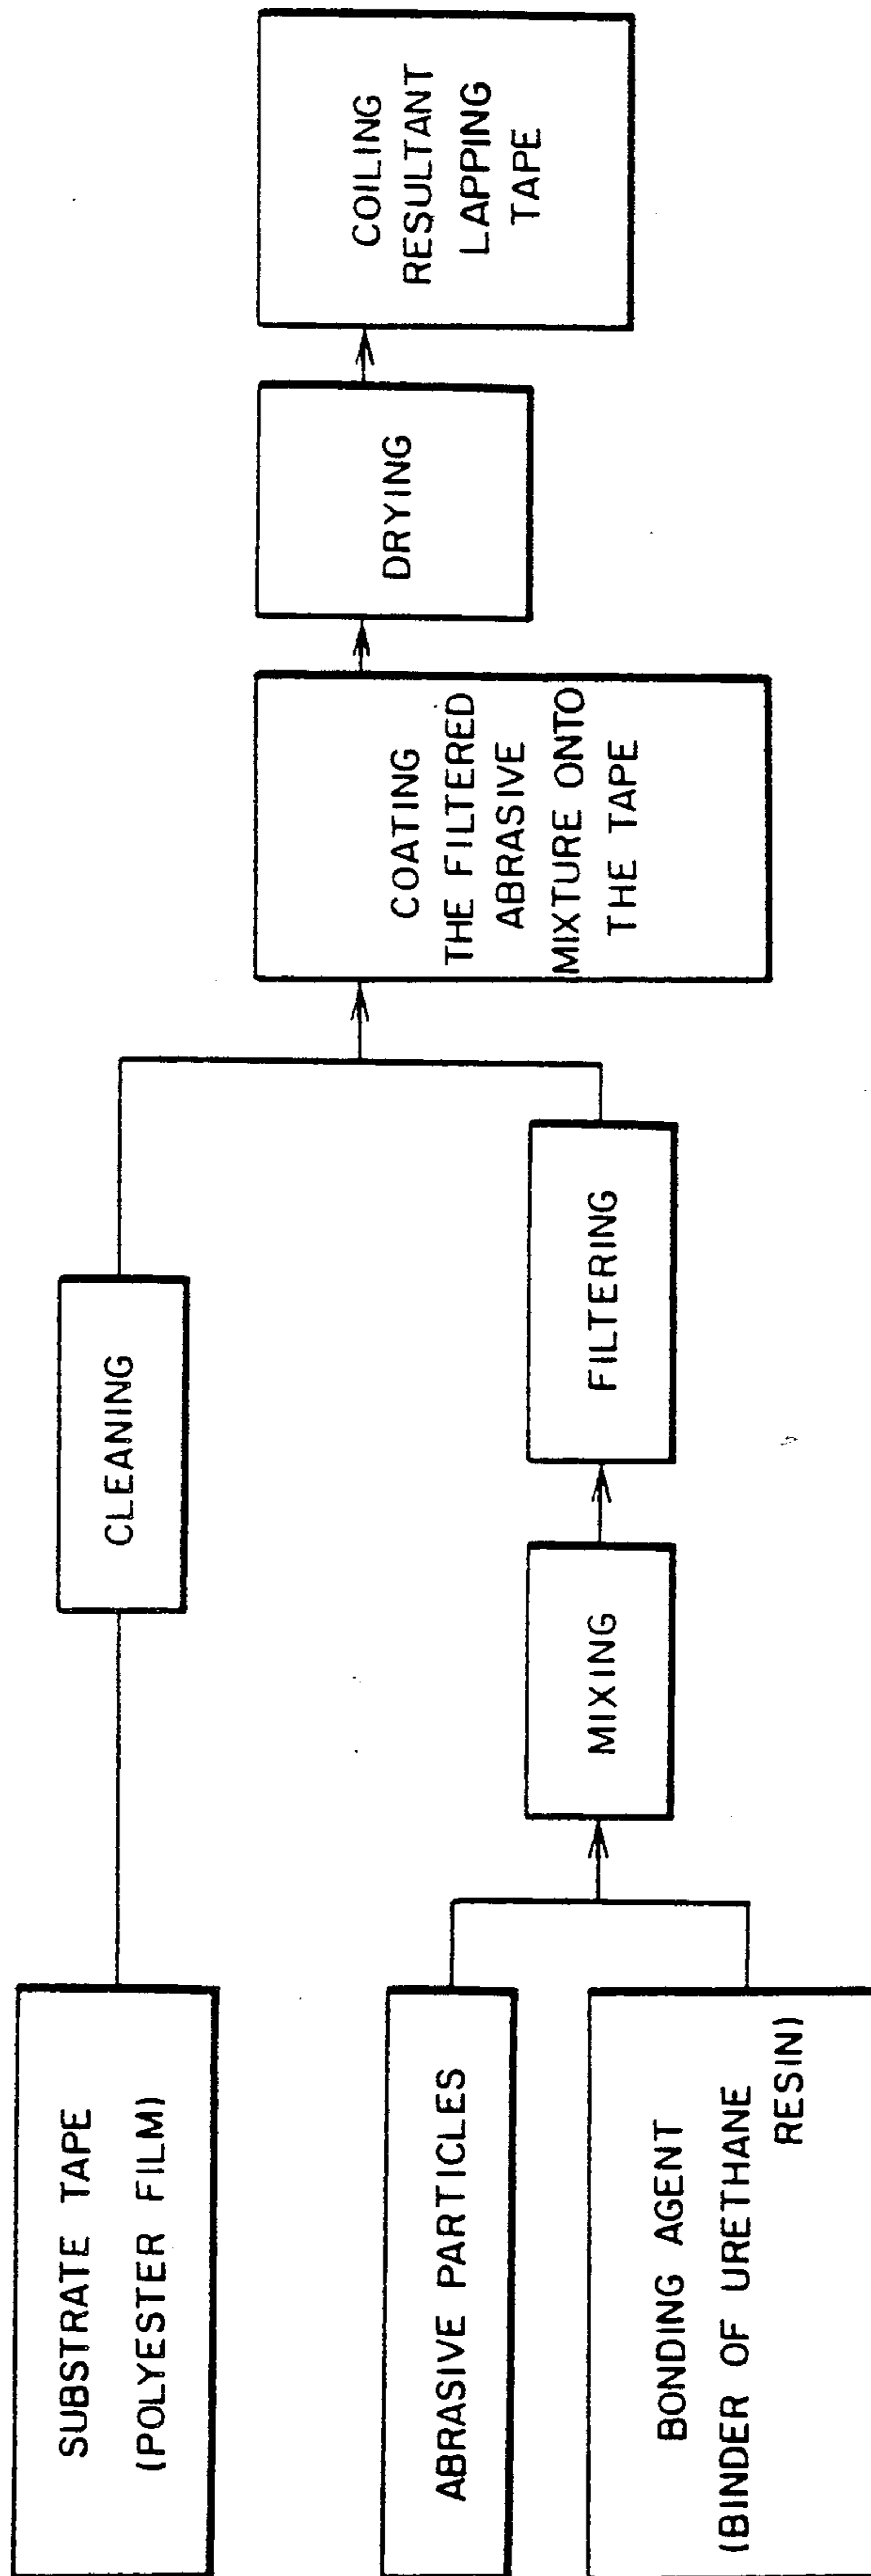 SUBSTRATE TAPE
(POLYESTER FILM)
CLEANING
ABRASIVE PARTICLES
BONDING AGENT
(BINDER OF URETHANE
RESIN)
MIXING
FILTERING
COATING
THE FILTERED
ABRASIVE
MIXTURE ONTO
THE TAPE
DRYING
COILING
RESULTANT
LAPPING
TAPE